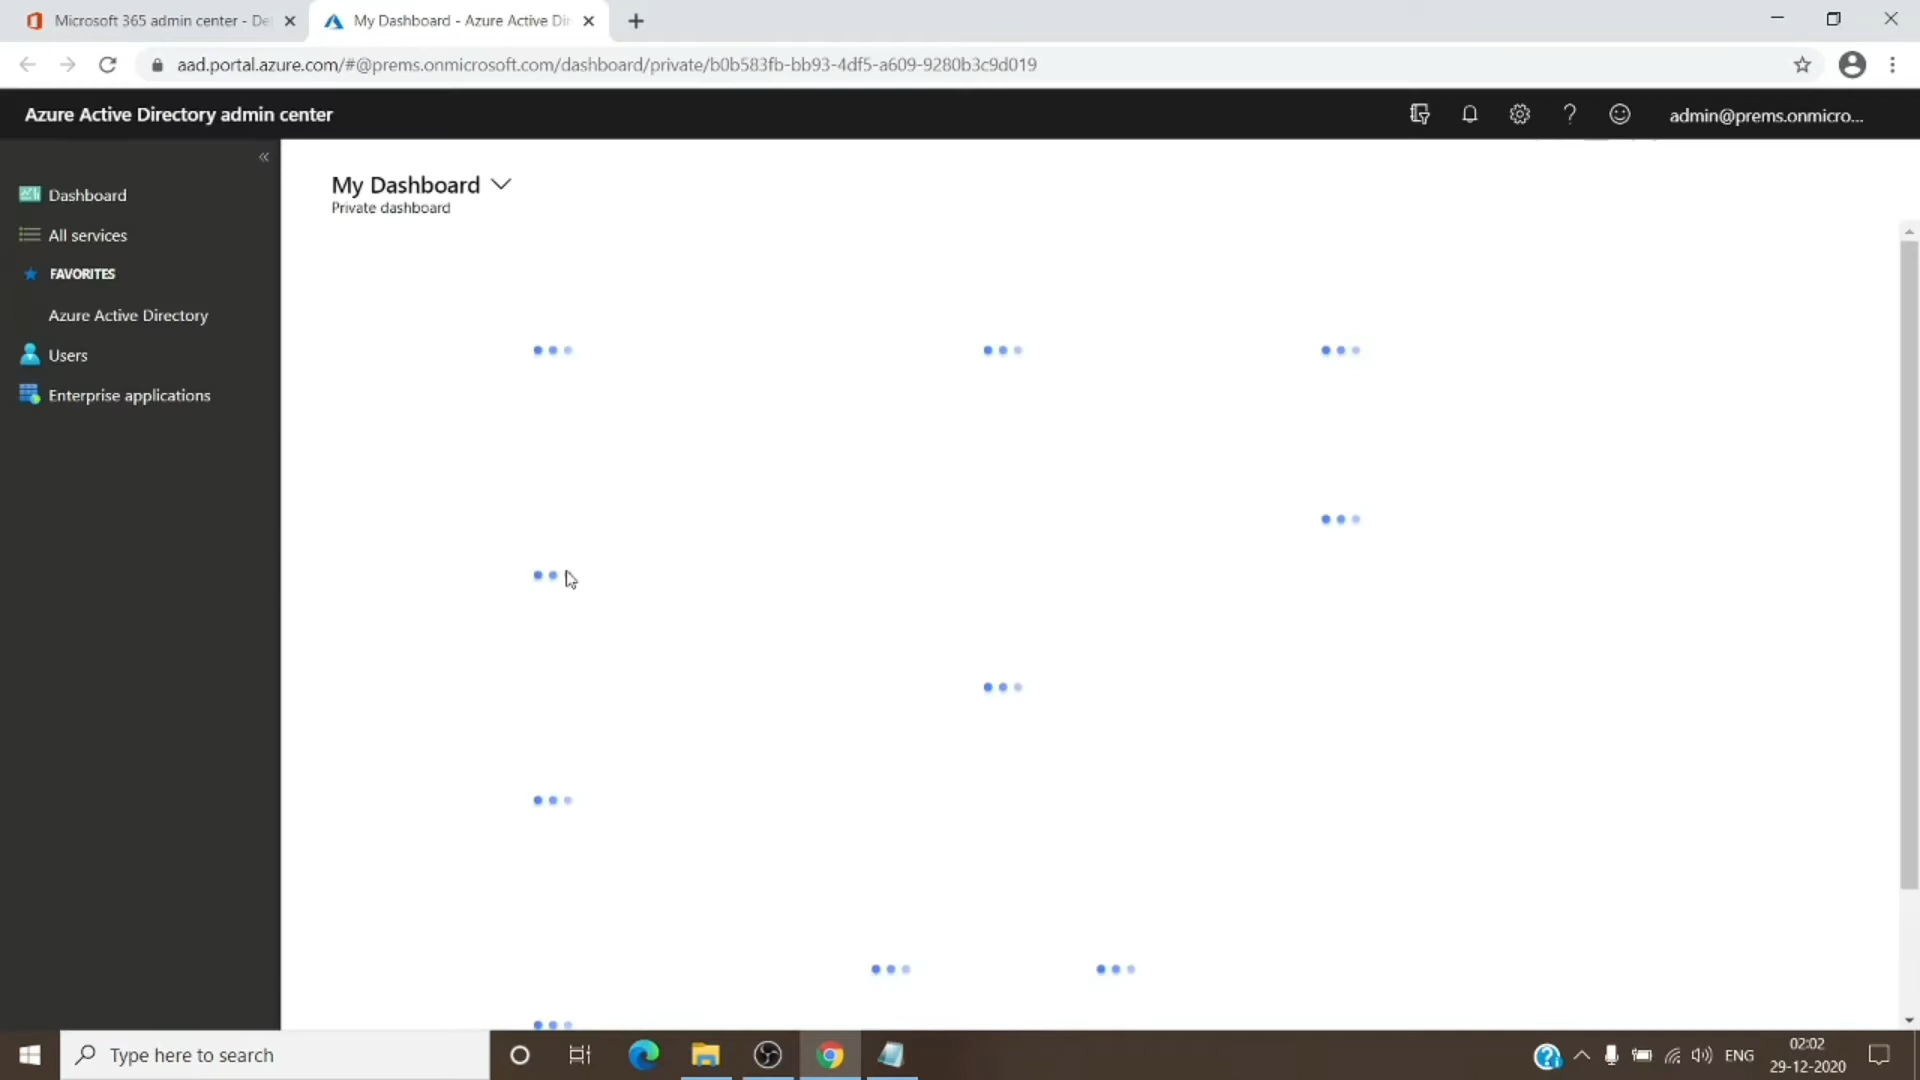 Microsoft 365 admin center - De
My Dashboard - Azure Active Dir
aad.portal.azure.com/#@prems.onmicrosoft.com/dashboard/private/b0b583fb-bb93-4df5-a609-9280b3c9d019
Azure Active Directory admin center
admin@prems.onmicro...
Dashboard
All services
FAVORITES
Azure Active Directory
Users
Enterprise applications
My Dashboard
Private dashboard
Type here to search
ENG
02:02
29-12-2020